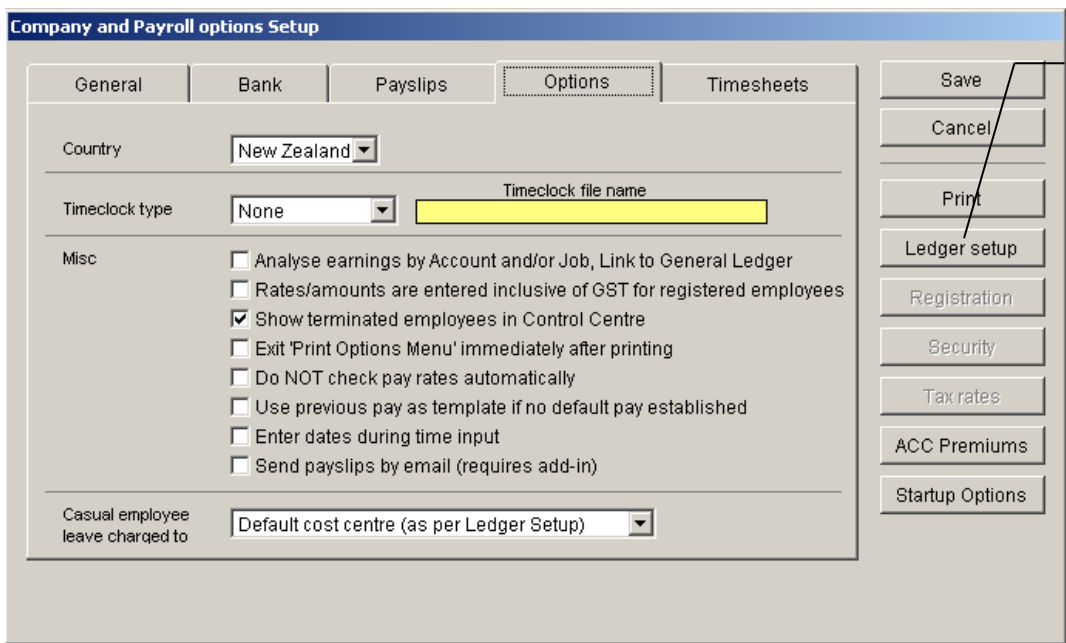 Company and Payroll options Setup
General
Bank
Payslips
Options
Timesheets
Save
Cancel
Print
Ledger setup
Registration
Security
Tax rates
ACC Premiums
Startup Options
Country
New Zealand
Timeclock type
None
Timeclock file name
Misc
Analyse earnings by Account and/or Job, Link to General Ledger
Rates/amounts are entered inclusive of GST for registered employees
Show terminated employees in Control Centre
Exit 'Print Options Menu' immediately after printing
Do NOT check pay rates automatically
Use previous pay as template if no default pay established
Enter dates during time input
Send payslips by email (requires add-in)
Casual employee
leave charged to
Default cost centre (as per Ledger Setup)